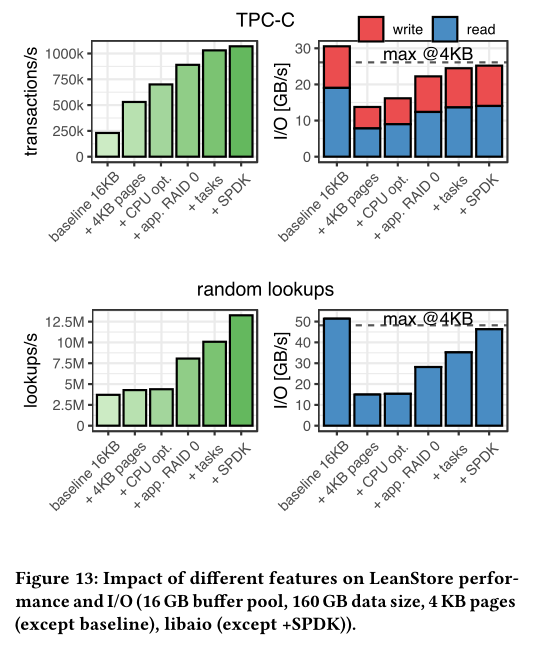 TPC-C
write read
transactions/s
1000k
750k
500k
250k
0
baseline 16KB
+ 4KB pages
+ CPU opt.
+ app. RAID 0
+ tasks
+ SPDK
I/O [GB/s]
max @4KB
30
20
10
0
baseline 16KB
+ 4KB pages
+ CPU opt.
+ app. RAID 0
+ tasks
+ SPDK
random lookups
lookups/s
12.5M
10M
7.5M
5M
2.5M
0
baseline 16KB
+ 4KB pages
+ CPU opt.
+ app. RAID 0
+ tasks
+ SPDK
I/O [GB/s]
max @4KB
50
40
30
20
10
0
baseline 16KB
+ 4KB pages
+ CPU opt.
+ app. RAID 0
+ tasks
+ SPDK
Figure 13: Impact of different features on LeanStore perfor-
mance and I/O (16 GB buffer pool, 160 GB data size, 4 KB pages
(except baseline), libaio (except +SPDK)).